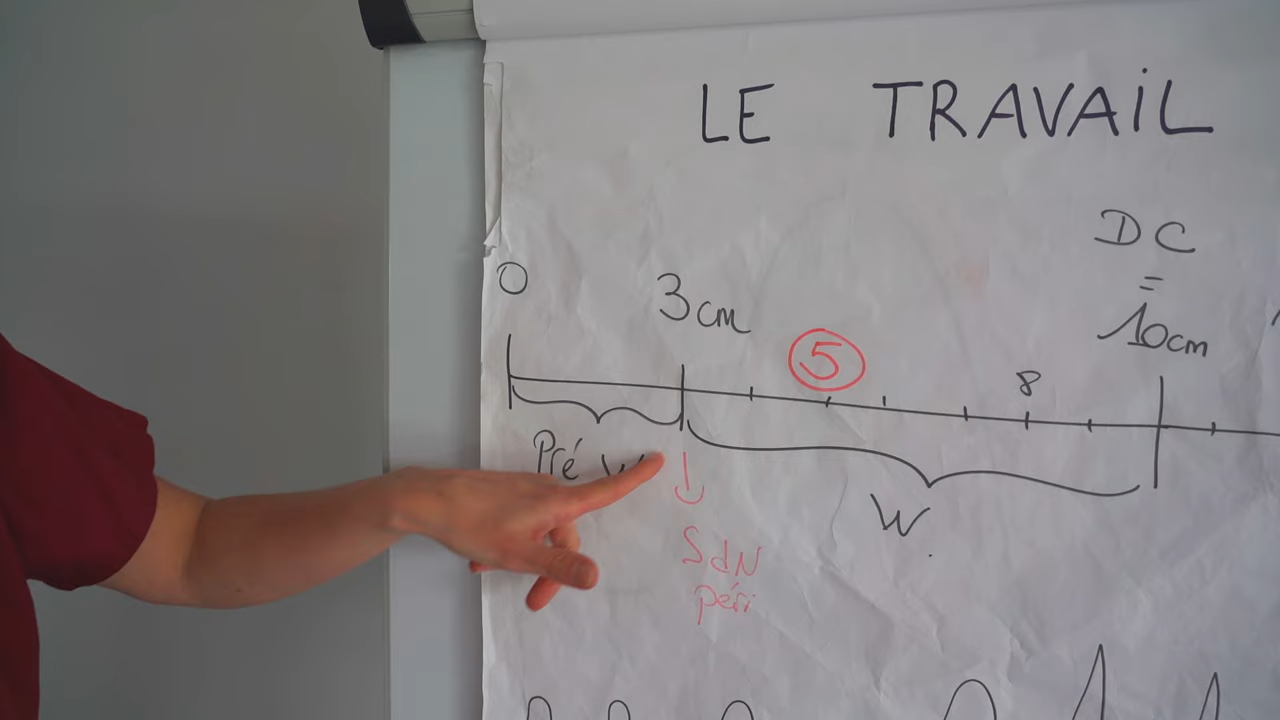 LE TRAVAIL
DC
=
10cm
0
3cm
5
8
Pré W
W.
SdN
péri